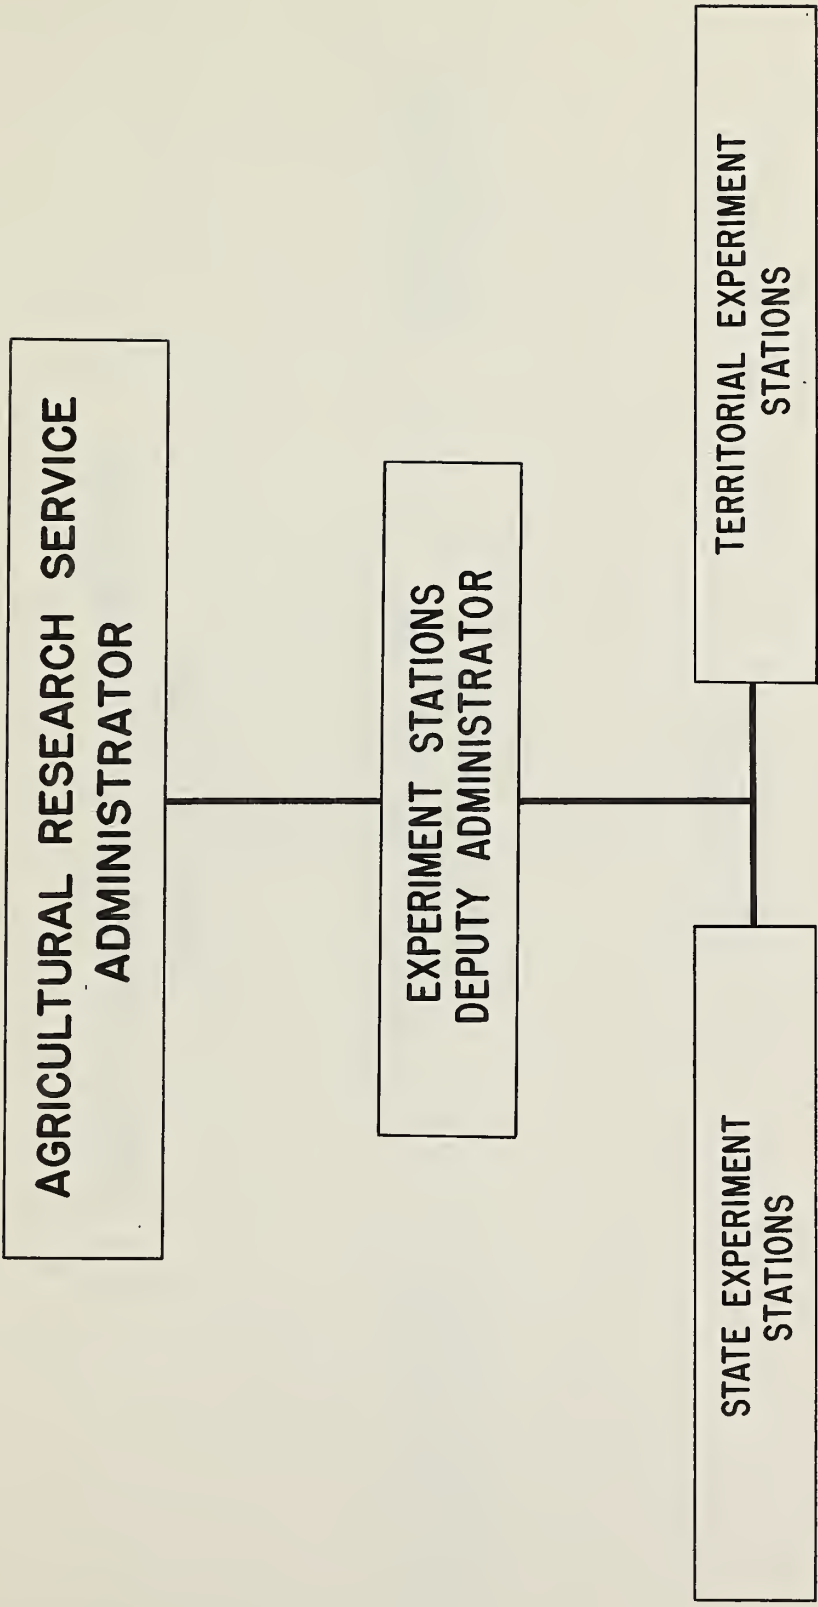 AGRICULTURAL RESEARCH SERVICE
ADMINISTRATOR
EXPERIMENT STATIONS
DEPUTY ADMINISTRATOR
STATE EXPERIMENT
STATIONS
TERRITORIAL EXPERIMENT
STATIONS